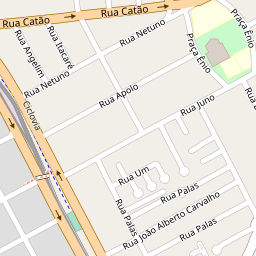 Rua Catão
Rua Catão
Rua Angelim
Rua Itacaré
Rua Netuno
Praça Ênio
Rua Netuno
Praça Ênio
Rua Apolo
Ciclovia
Rua Juno
Rua Um
Rua Palas
Rua Palas
Rua João Alberto Carvalho
Rua Palas